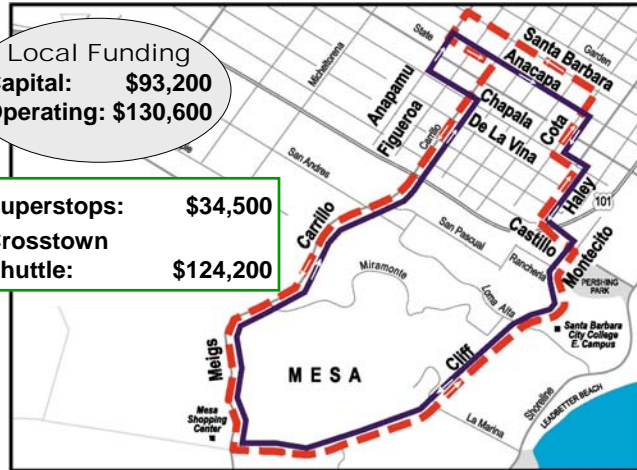 Local Funding
Capital: $93,200
Operating: $130,600
Superstops: $34,500
Crosstown
Shuttle: $124,200
State
Santa Barbara
Garden
Anacapa
Micheltorena
Anapamu
Figueroa
Carrillo
Chapala
De La Vina
Cota
Haley
101
San Andres
Castillo
Montecito
San Pascual
Rancheria
Carrillo
Miramonte
Loma Alta
PERSHING
PARK
Santa Barbara
City College
E. Campus
Meigs
MESA
Cliff
Shoreline
LEADBETTER BEACH
La Marina
Mesa
Shopping
Center